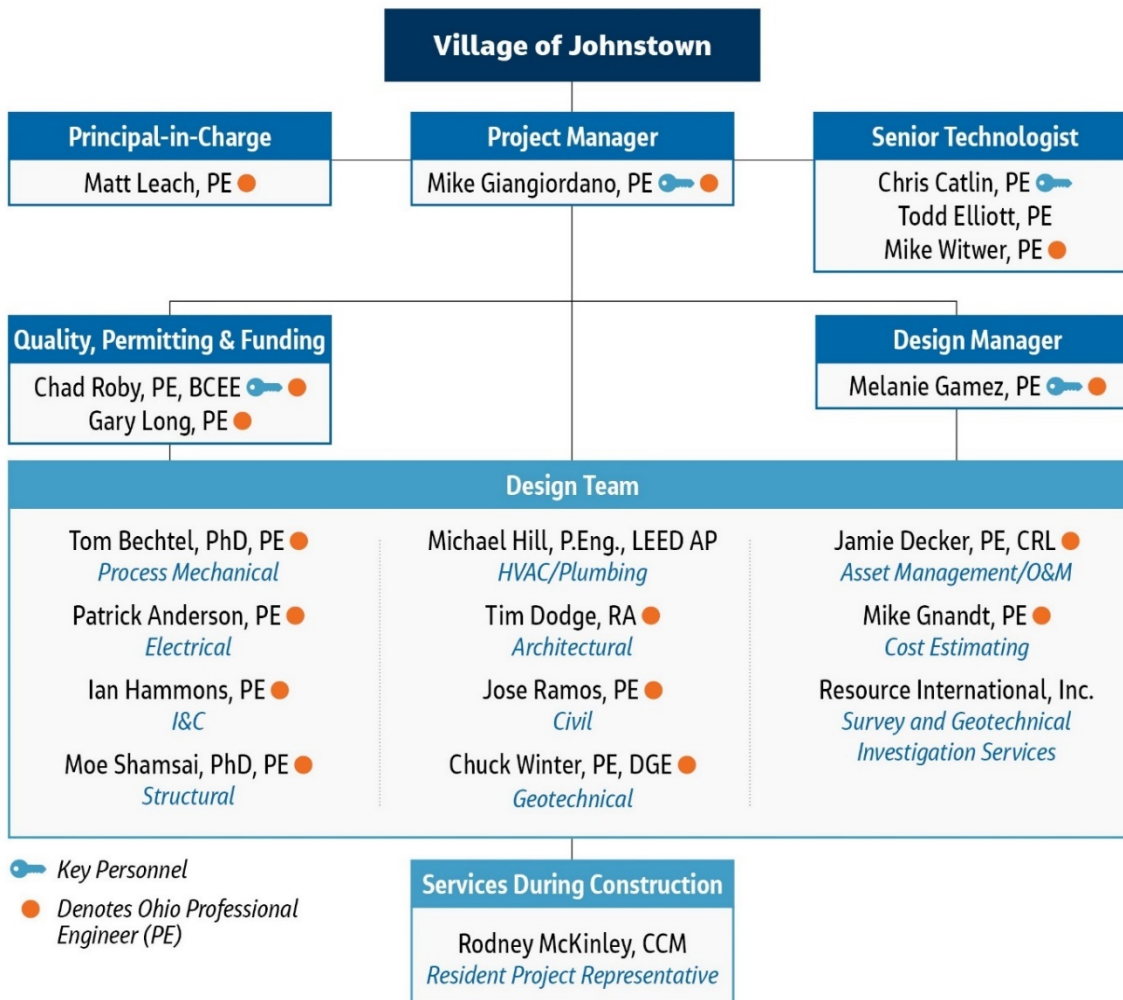 Village of Johnstown
Principal-in-Charge
Matt Leach, PE
Project Manager
Mike Giangiordano, PE
Senior Technologist
Chris Catlin, PE
Todd Elliott, PE
Mike Witwer, PE
Quality, Permitting & Funding
Chad Roby, PE, BCEE
Gary Long, PE
Design Manager
Melanie Gamez, PE
Design Team
Tom Bechtel, PhD, PE
Process Mechanical
Patrick Anderson, PE
Electrical
Ian Hammons, PE
I&C
Moe Shamsai, PhD, PE
Structural
Michael Hill, P.Eng., LEED AP
HVAC/Plumbing
Tim Dodge, RA
Architectural
Jose Ramos, PE
Civil
Chuck Winter, PE, DGE
Geotechnical
Jamie Decker, PE, CRL
Asset Management/O&M
Mike Gnandt, PE
Cost Estimating
Resource International, Inc.
Survey and Geotechnical
Investigation Services
Key Personnel
Denotes Ohio Professional
Engineer (PE)
Services During Construction
Rodney McKinley, CCM
Resident Project Representative